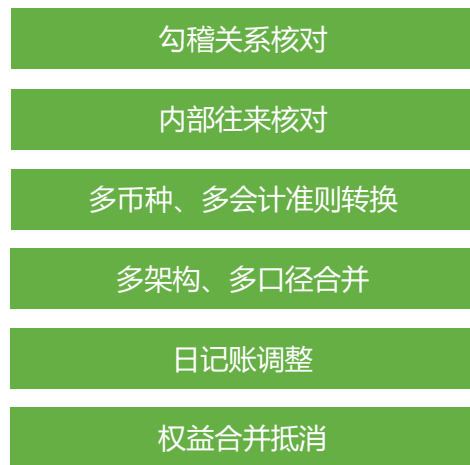 勾稽关系核对
内部往来核对
多币种、多会计准则转换
多架构、多口径合并
日记账调整
权益合并抵消